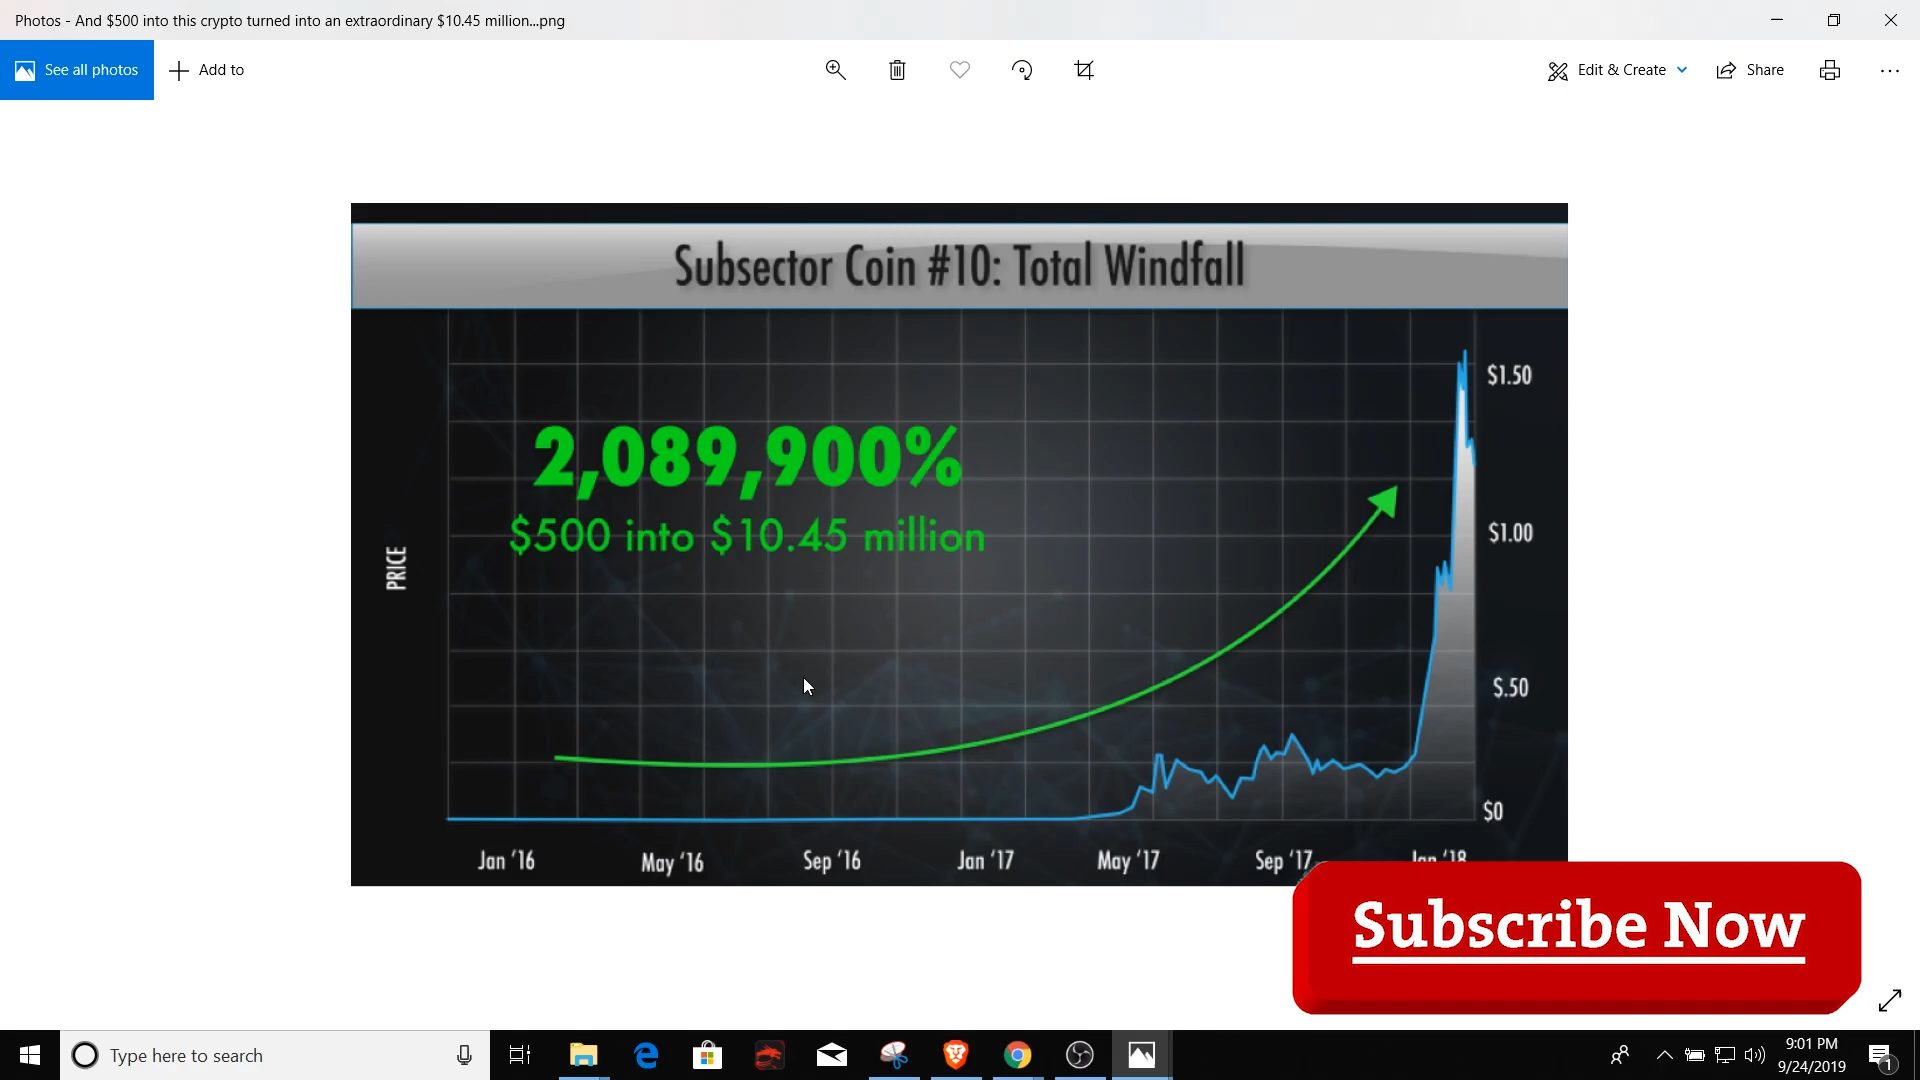 Photos - And $500 into this crypto turned into an extraordinary $10.45 million...png
See all photos
Add to
Edit & Create
Share
Subsector Coin #10: Total Windfall
2,089,900%
$500 into $10.45 million
PRICE
$1.50
$1.00
$.50
$0
Jan '16 May '16 Sep '16 Jan '17 May '17 Sep '17 Jan '18
Subscribe Now
Type here to search
9:01 PM
9/24/2019
1